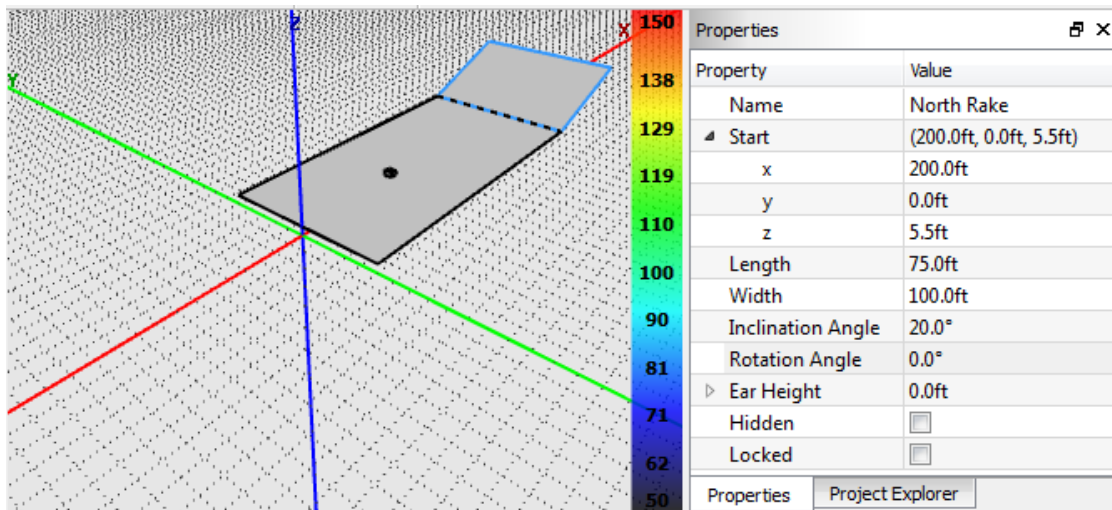 Z
X
Y
150
138
129
119
110
100
90
81
71
62
50
Properties
Property Value
Name North Rake
Start (200.0ft, 0.0ft, 5.5ft)
x 200.0ft
y 0.0ft
z 5.5ft
Length 75.0ft
Width 100.0ft
Inclination Angle 20.0°
Rotation Angle 0.0°
Ear Height 0.0ft
Hidden
Locked
Properties Project Explorer